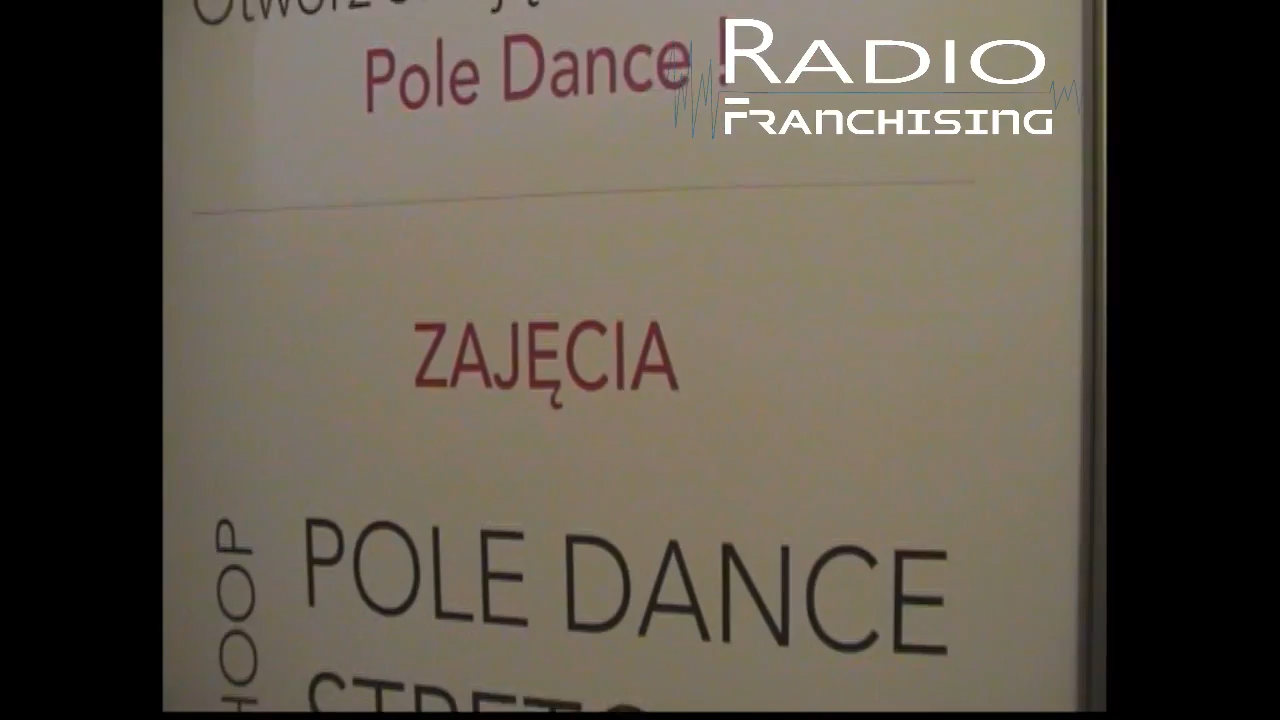 Pole Dance !
RADIO
FRANCHISING
ZAJĘCIA
HOOP
POLE DANCE